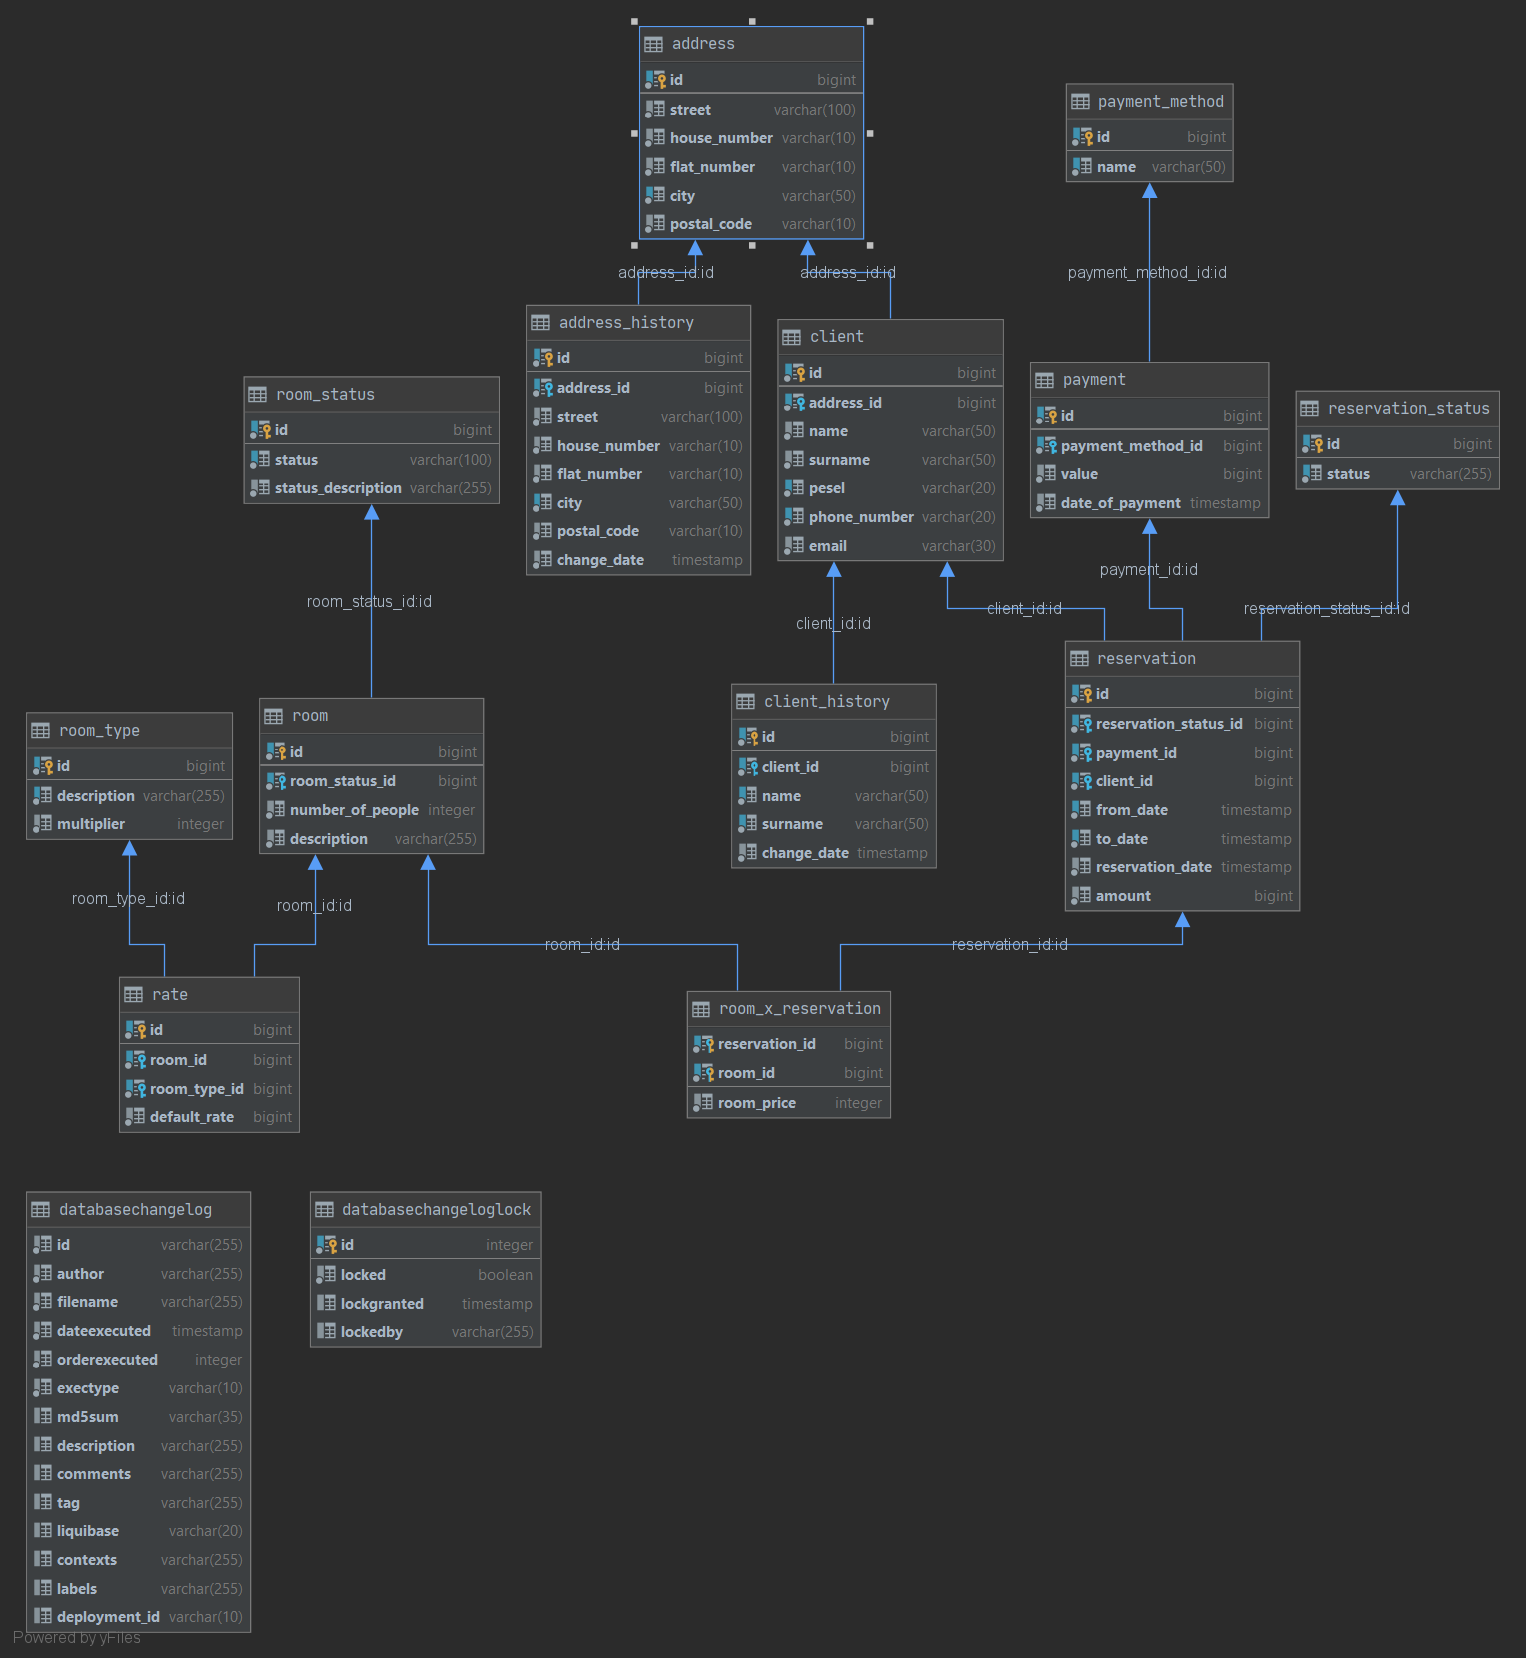 address
id bigint
street varchar(100)
house_number varchar(10)
flat_number varchar(10)
city varchar(50)
postal_code varchar(10)
payment_method
id bigint
name varchar(50)
address_id:id
address_id:id
payment_method_id:id
address_history
id bigint
address_id bigint
street varchar(100)
house_number varchar(10)
flat_number varchar(10)
city varchar(50)
postal_code varchar(10)
change_date timestamp
client
id bigint
address_id bigint
name varchar(50)
surname varchar(50)
pesel varchar(20)
phone_number varchar(20)
email varchar(30)
payment
id bigint
payment_method_id bigint
value bigint
date_of_payment timestamp
reservation_status
id bigint
status varchar(255)
room_status
id bigint
status varchar(100)
status_description varchar(255)
room_status_id:id
client_id:id
client_id:id
payment_id:id
reservation_status_id:id
room_type
id bigint
description varchar(255)
multiplier integer
room
id bigint
room_status_id bigint
number_of_people integer
description varchar(255)
client_history
id bigint
client_id bigint
name varchar(50)
surname varchar(50)
change_date timestamp
reservation
id bigint
reservation_status_id bigint
payment_id bigint
client_id bigint
from_date timestamp
to_date timestamp
reservation_date timestamp
amount bigint
room_type_id:id
room_id:id
room_id:id
reservation_id:id
rate
id bigint
room_id bigint
room_type_id bigint
default_rate bigint
room_x_reservation
reservation_id bigint
room_id bigint
room_price integer
databasechangelog
id varchar(255)
author varchar(255)
filename varchar(255)
dateexecuted timestamp
orderexecuted integer
exectype varchar(10)
md5sum varchar(35)
description varchar(255)
comments varchar(255)
tag varchar(255)
liquibase varchar(20)
contexts varchar(255)
labels varchar(255)
deployment_id varchar(10)
databasechangeloglock
id integer
locked boolean
lockgranted timestamp
lockedby varchar(255)
Powered by yFiles